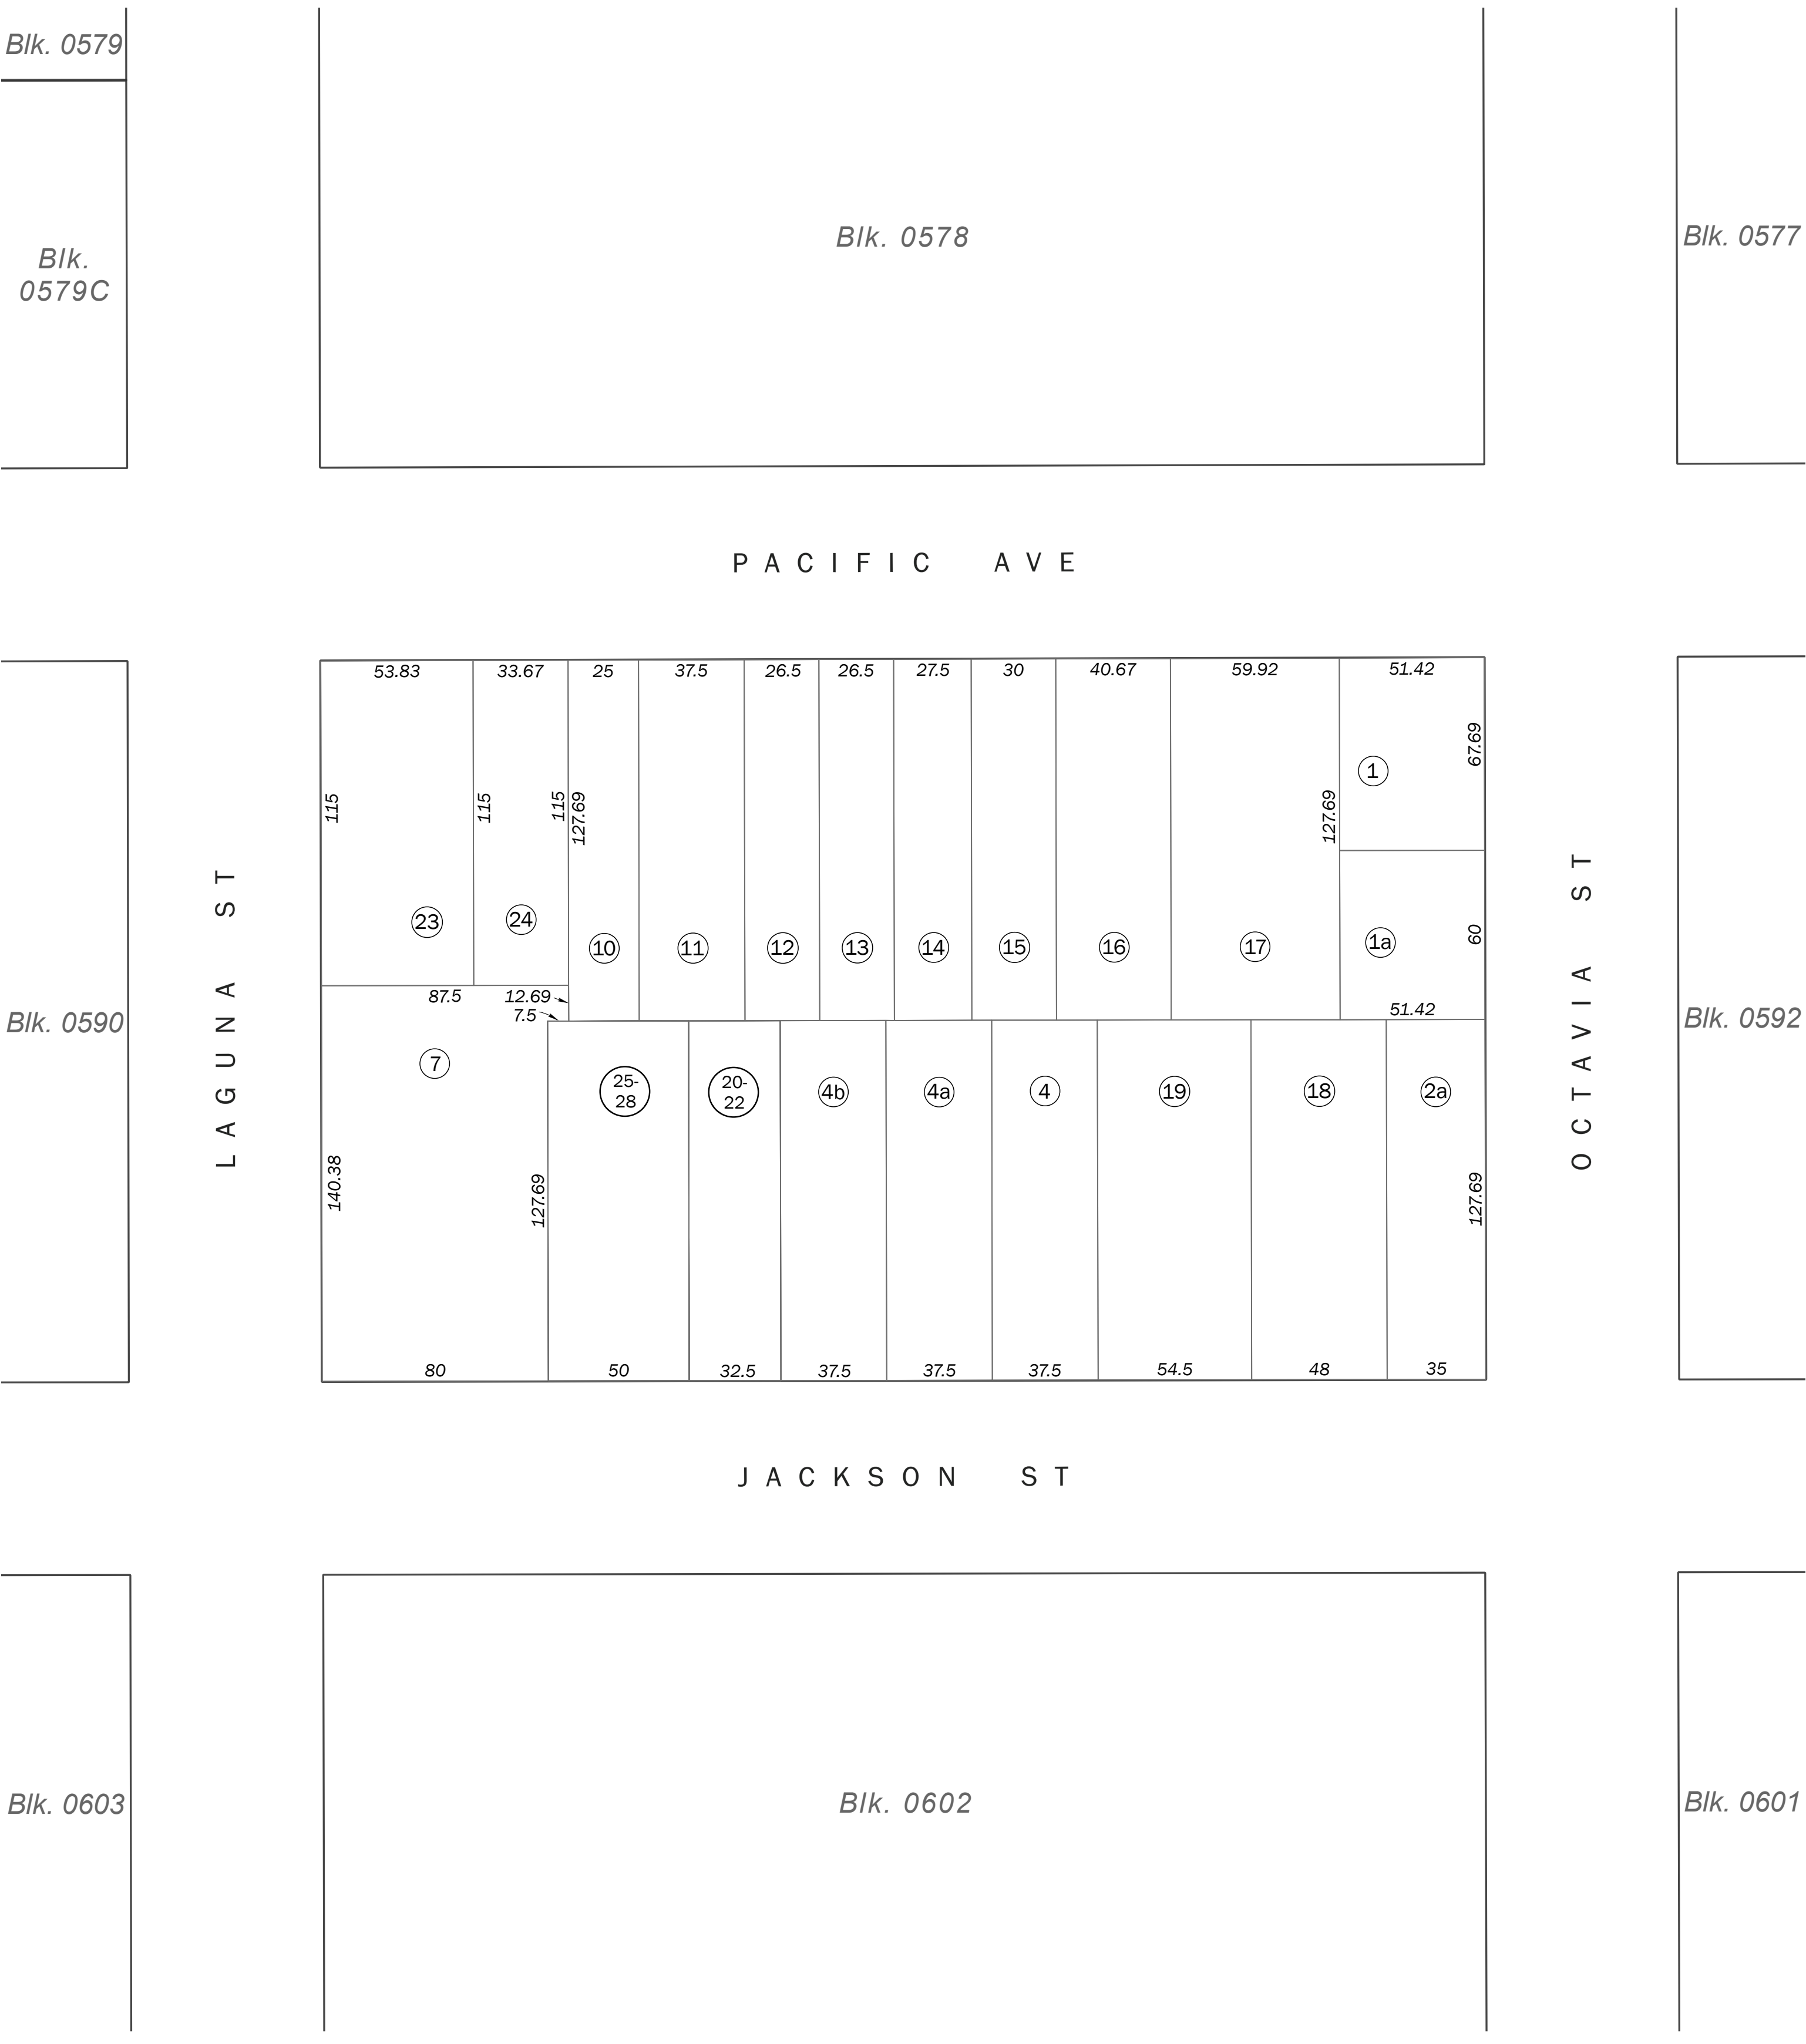 Blk. 0579
Blk.
0579C
Blk. 0578
Blk. 0577
PACIFIC AVE
53.83
33.67
25
37.5
26.5
26.5
27.5
30
40.67
59.92
51.42
115
115
115
127.69
127.69
67.69
1
23
24
10
11
12
13
14
15
16
17
1a
60
LAGUNA ST
OCTAVIA ST
87.5
12.69
7.5
51.42
Blk. 0590
Blk. 0592
7
25-
28
20-
22
4b
4a
4
19
18
2a
140.38
127.69
127.69
80
50
32.5
37.5
37.5
37.5
54.5
48
35
JACKSON ST
Blk. 0603
Blk. 0602
Blk. 0601